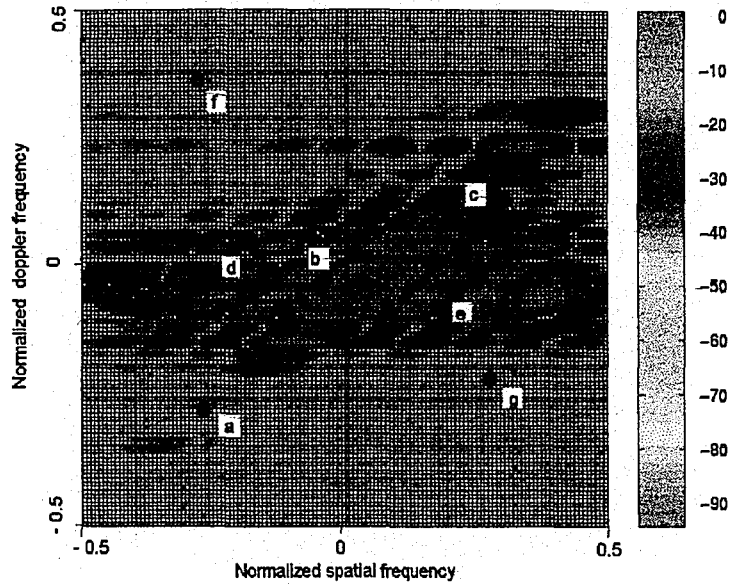 0.5
0
-0.5
Normalized doppler frequency
-0.5
0
0.5
Normalized spatial frequency
f
c
b
d
e
g
a
0
-10
-20
-30
-40
-50
-60
-70
-80
-90